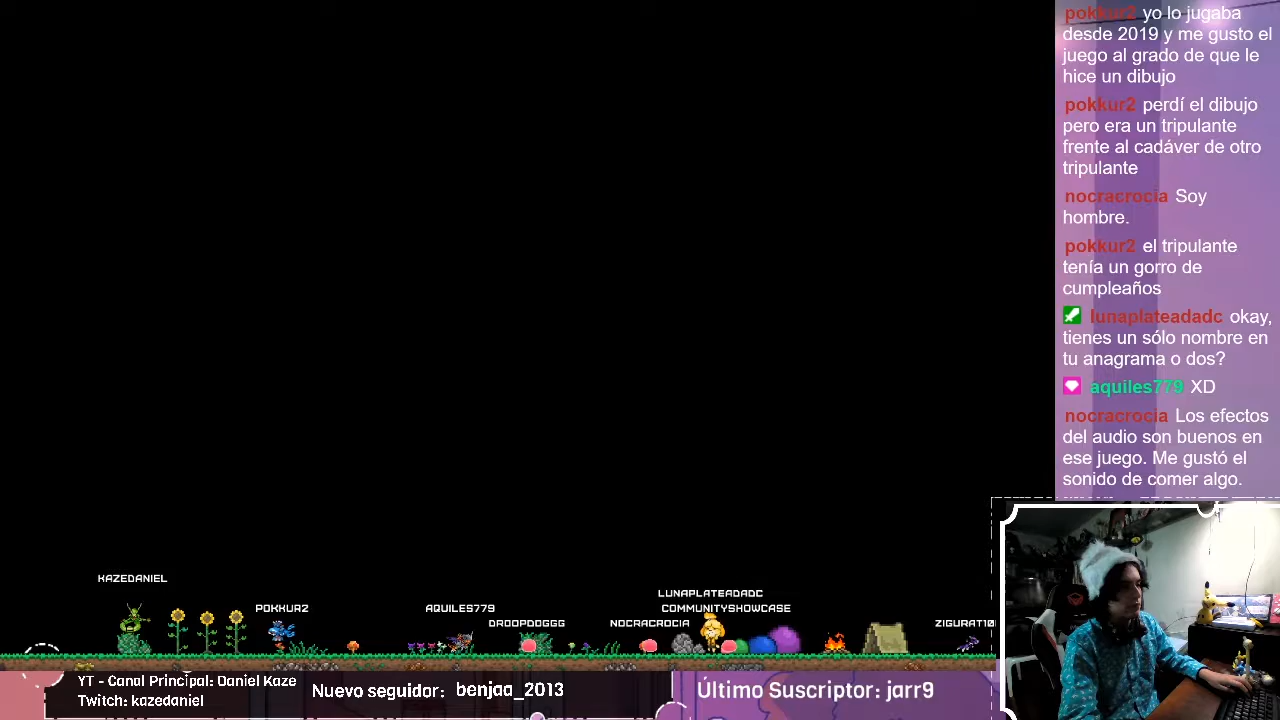 pokkur2 yo lo jugaba
desde 2019 y me gusto el
juego al grado de que le
hice un dibujo
pokkur2 perdí el dibujo
pero era un tripulante
frente al cadáver de otro
tripulante
nocracrocia Soy
hombre.
pokkur2 el tripulante
tenía un gorro de
cumpleaños
lunaplateadadc okay,
tienes un sólo nombre en
tu anagrama o dos?
aquiles779 XD
nocracrocia Los efectos
del audio son buenos en
ese juego. Me gustó el
sonido de comer algo.
KAZEDANIEL
POKKUR2
AQUILES779
DROOPDOGGG
NOCRACROCIA
LUNAPLATEADADC
COMMUNITYSHOWCASE
ZIGURAT10
YT - Canal Principal: Daniel Kaze
Twitch: kazedaniel
Nuevo seguidor: benjaa_2013
Último Suscriptor: jarr9